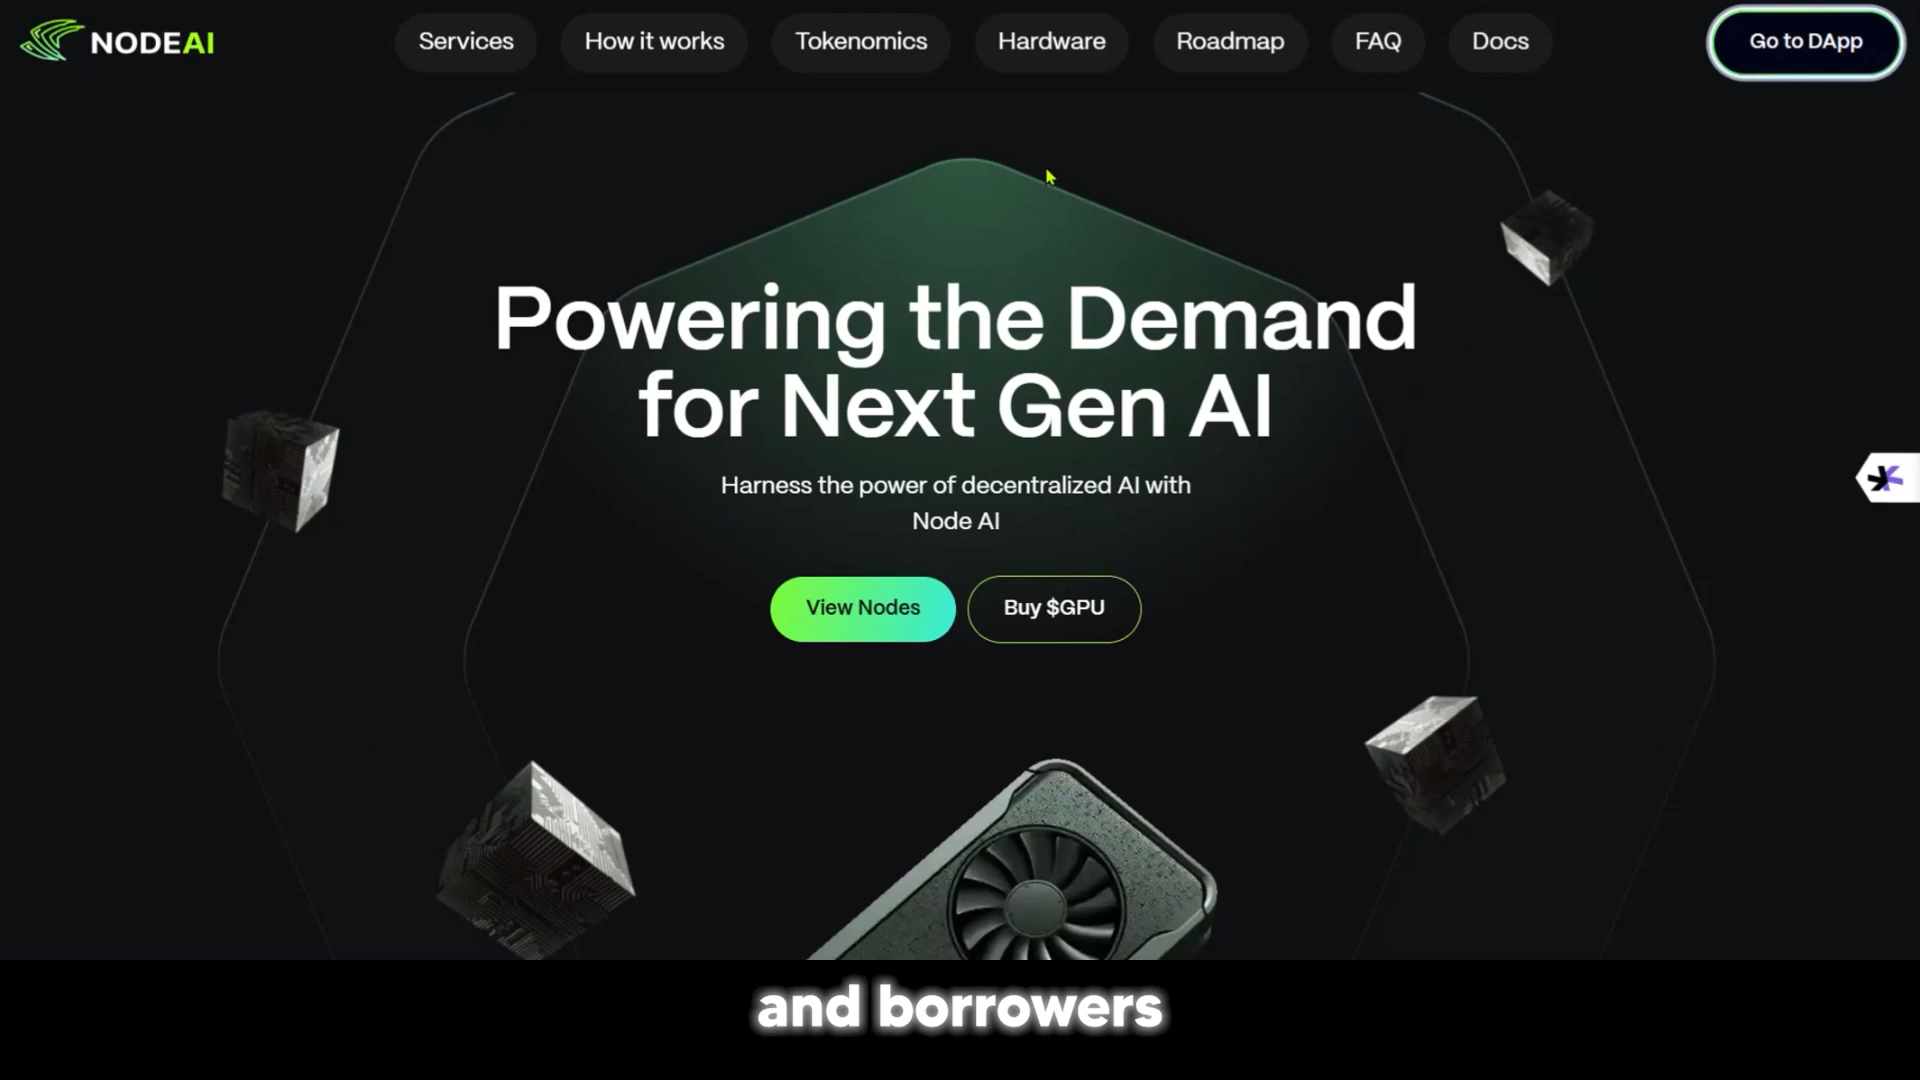 NODEAI
Services
How it works
Tokenomics
Hardware
Roadmap
FAQ
Docs
Go to DApp
Powering the Demand
for Next Gen AI
Harness the power of decentralized AI with
Node AI
View Nodes
Buy $GPU
and borrowers